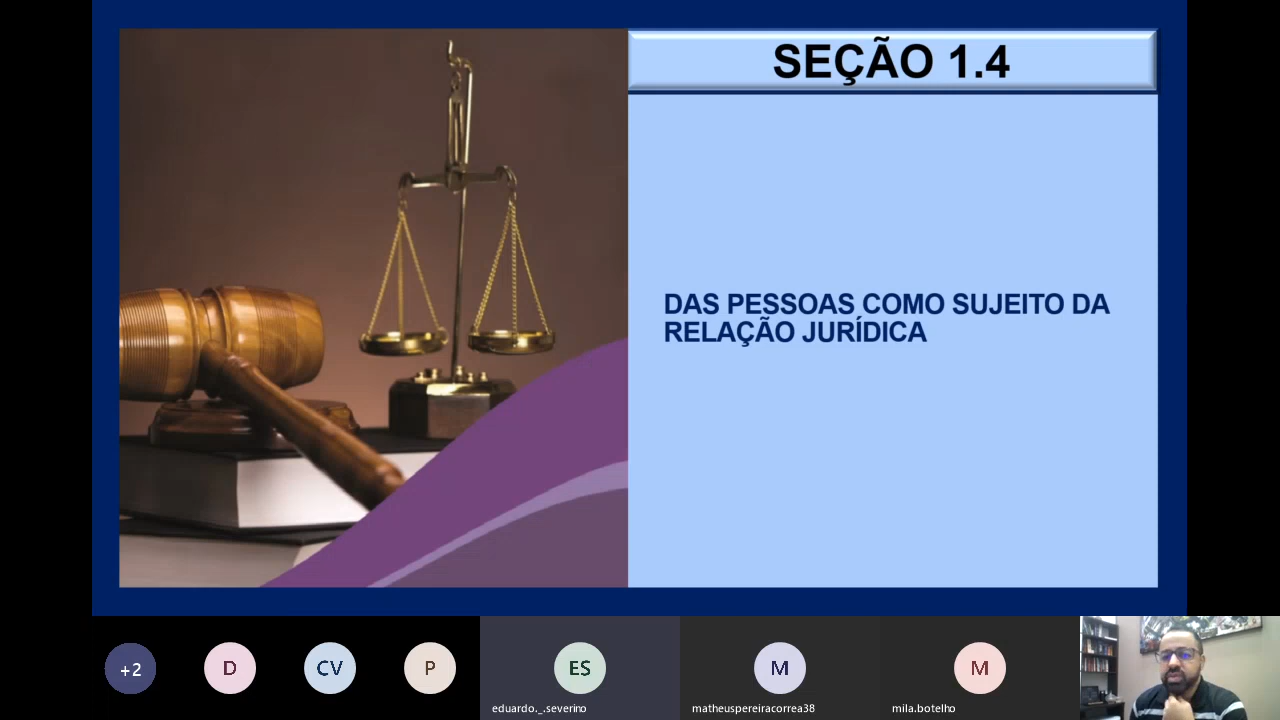 SEÇÃO 1.4
DAS PESSOAS COMO SUJEITO DA
RELAÇÃO JURÍDICA
+2
D
CV
P
ES
M
M
eduardo._.severino
matheuspereiracorrea38
mila.botelho